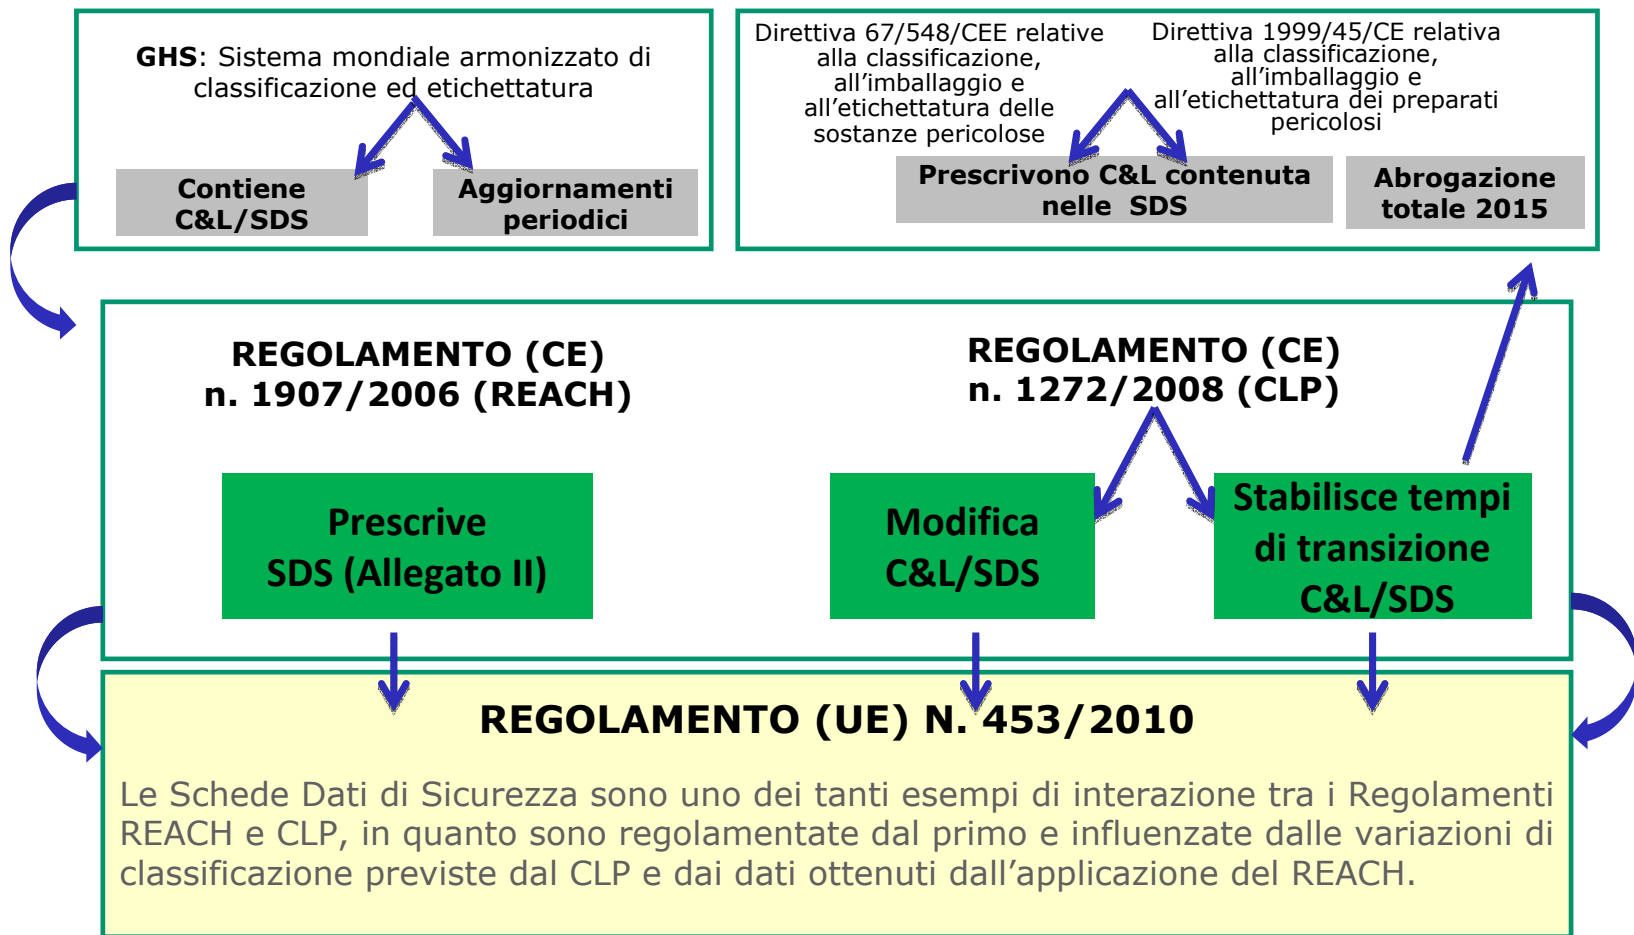 GHS: Sistema mondiale armonizzato di
classificazione ed etichettatura
Contiene
C&L/SDS
Aggiornamenti
periodici
Direttiva 67/548/CEE relative
alla classificazione,
all’imballaggio e
all’etichettatura delle
sostanze pericolose
Direttiva 1999/45/CE relativa
alla classificazione,
all’imballaggio e
all’etichettatura dei preparati
pericolosi
Prescrivono C&L contenuta
nelle SDS
Abrogazione
totale 2015
REGOLAMENTO (CE)
n. 1907/2006 (REACH)
REGOLAMENTO (CE)
n. 1272/2008 (CLP)
Prescrive
SDS (Allegato II)
Modifica
C&L/SDS
Stabilisce tempi
di transizione
C&L/SDS
REGOLAMENTO (UE) N. 453/2010
Le Schede Dati di Sicurezza sono uno dei tanti esempi di interazione tra i Regolamenti
REACH e CLP, in quanto sono regolamentate dal primo e influenzate dalle variazioni di
classificazione previste dal CLP e dai dati ottenuti dall’applicazione del REACH.